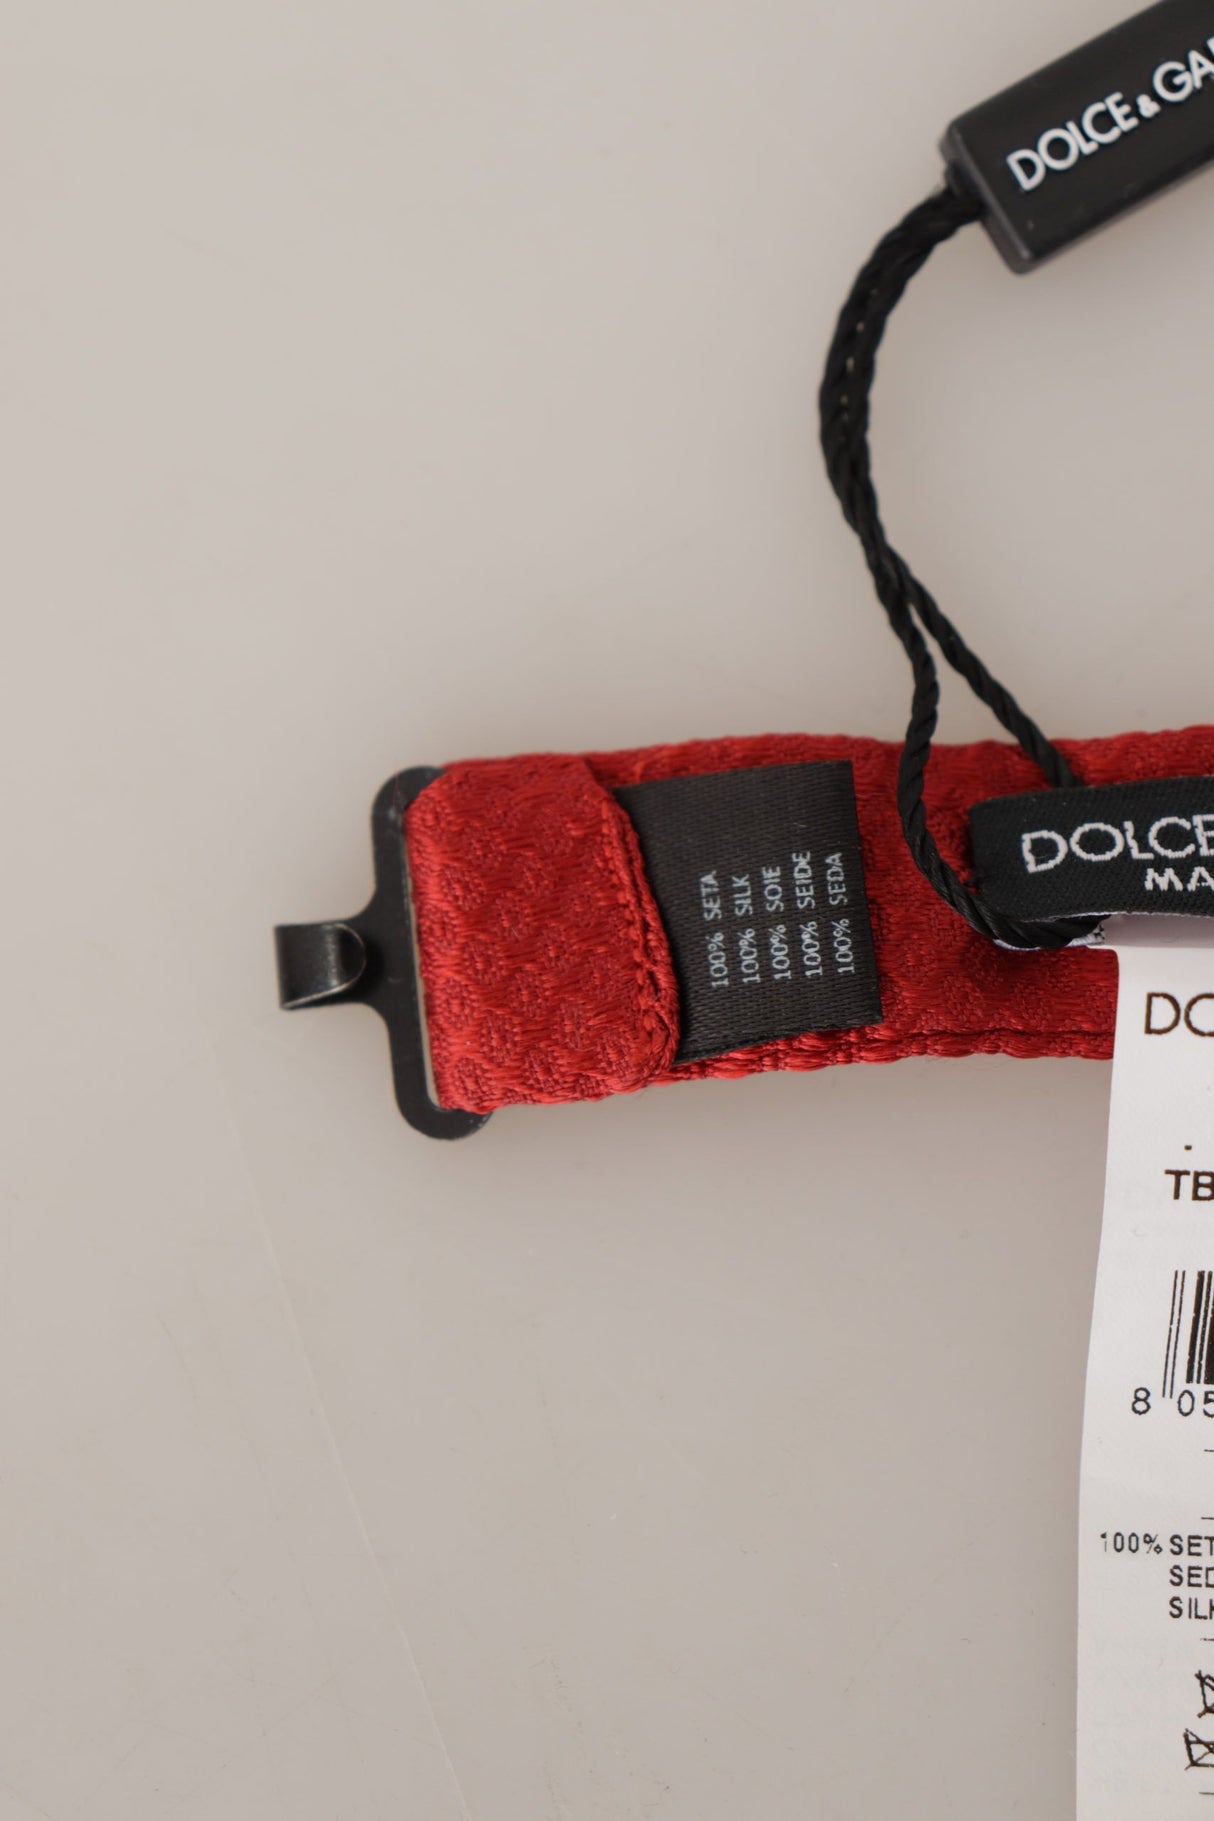 DOLCE & GA
100% SETA
100% SILK
100% SOIE
100% SEIDE
100% SEDA
DOLCE
MA
DO
TB
8 05
100% SET
SED
SILK